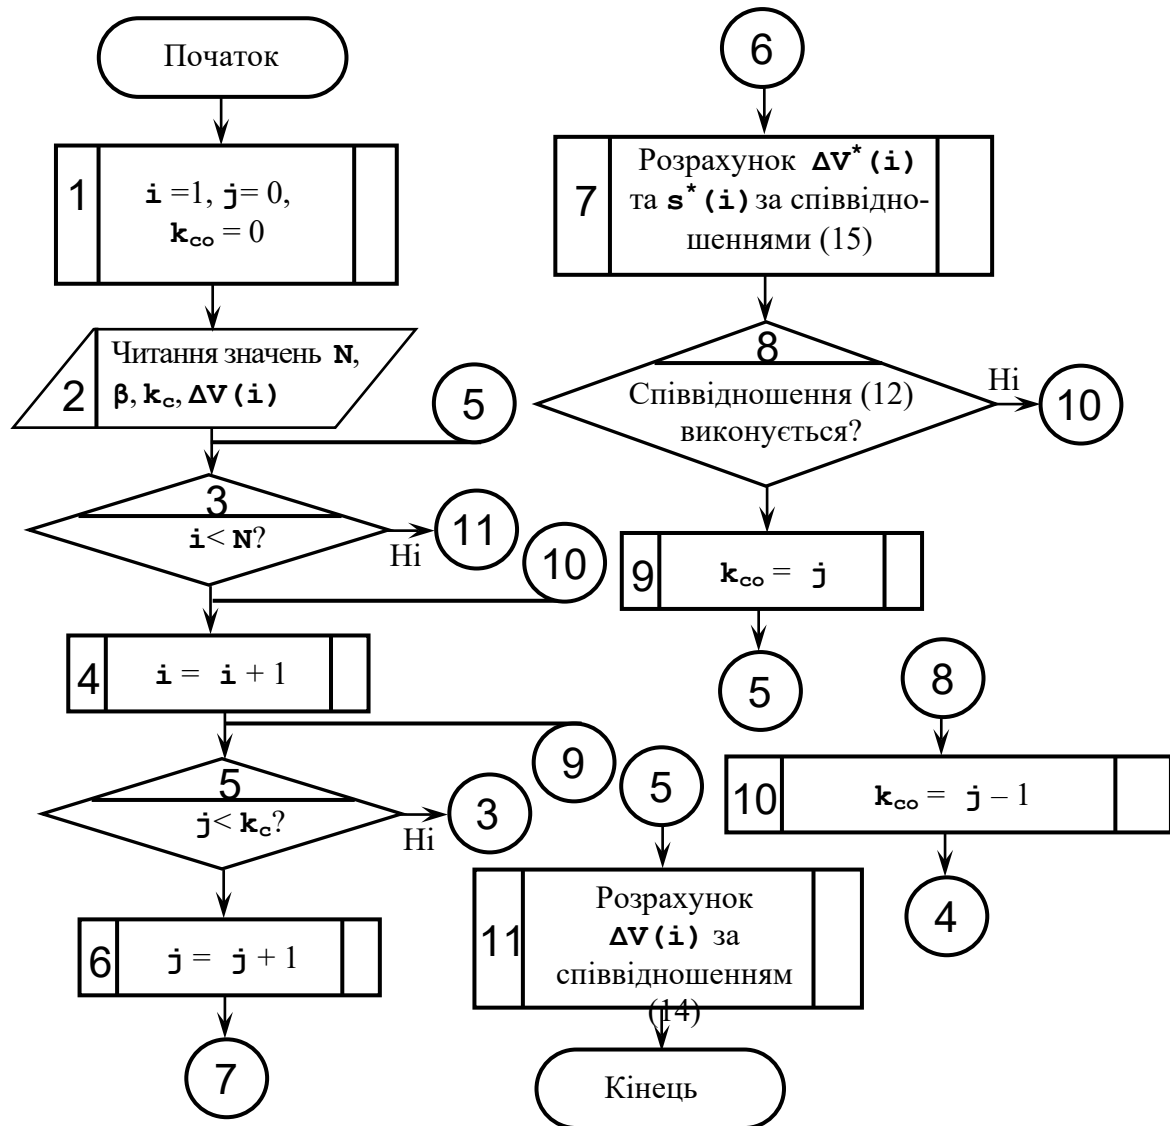 Початок
1
i =1, j= 0,
kco = 0
2
Читання значень N,
β, kc, ΔV(i)
5
3
i< N?
Ні
11
10
4
i = i + 1
9
5
j< kc?
Ні
3
6
j = j + 1
7
6
7
Розрахунок ΔV*(i)
та s*(i) за співвідно-
шеннями (15)
8
Співвідношення (12)
виконується?
Ні
10
9
kco = j
5
8
10
kco = j – 1
4
5
11
Розрахунок
ΔV(i) за
співвідношенням
(14)
Кінець